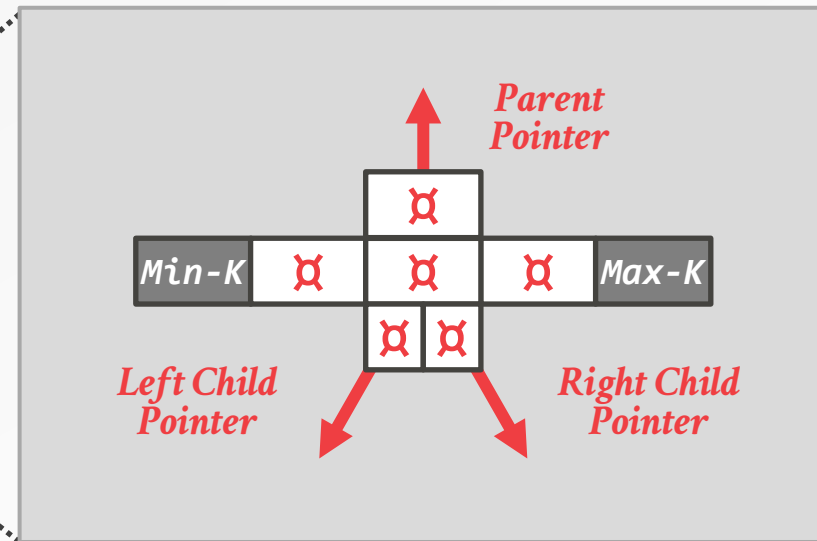 Parent
Pointer
¤
Min-K ¤ ¤ ¤ Max-K
¤ ¤
Left Child
Pointer
Right Child
Pointer